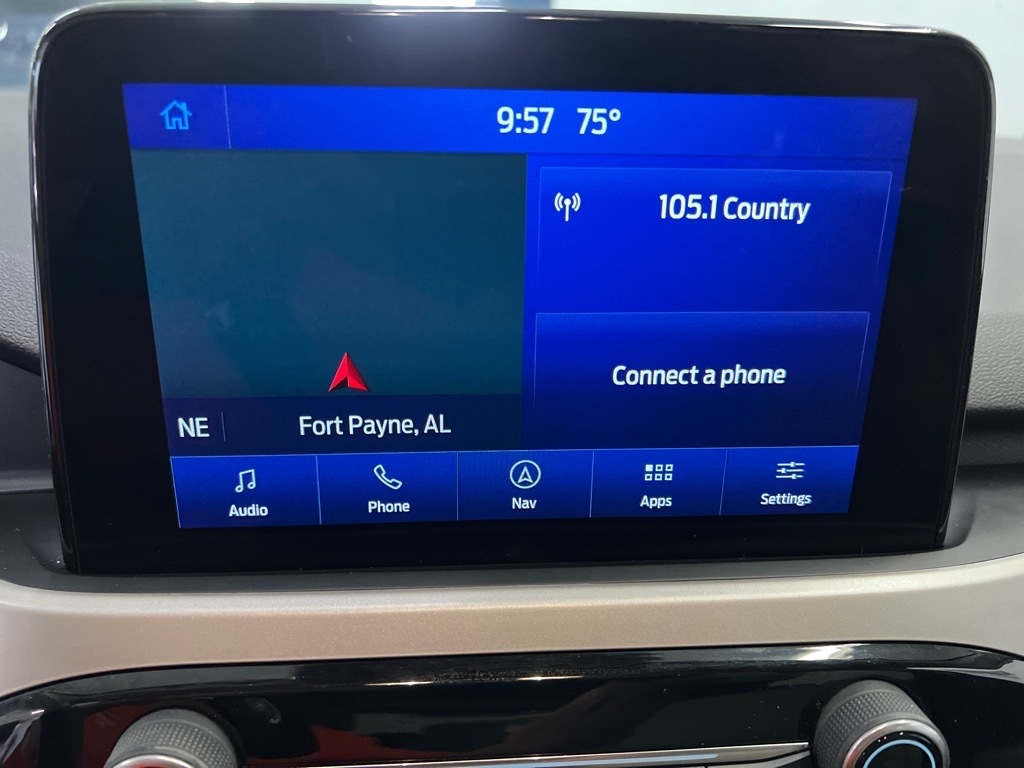 9:57 75°
105.1 Country
Connect a phone
NE Fort Payne, AL
Audio Phone Nav Apps Settings